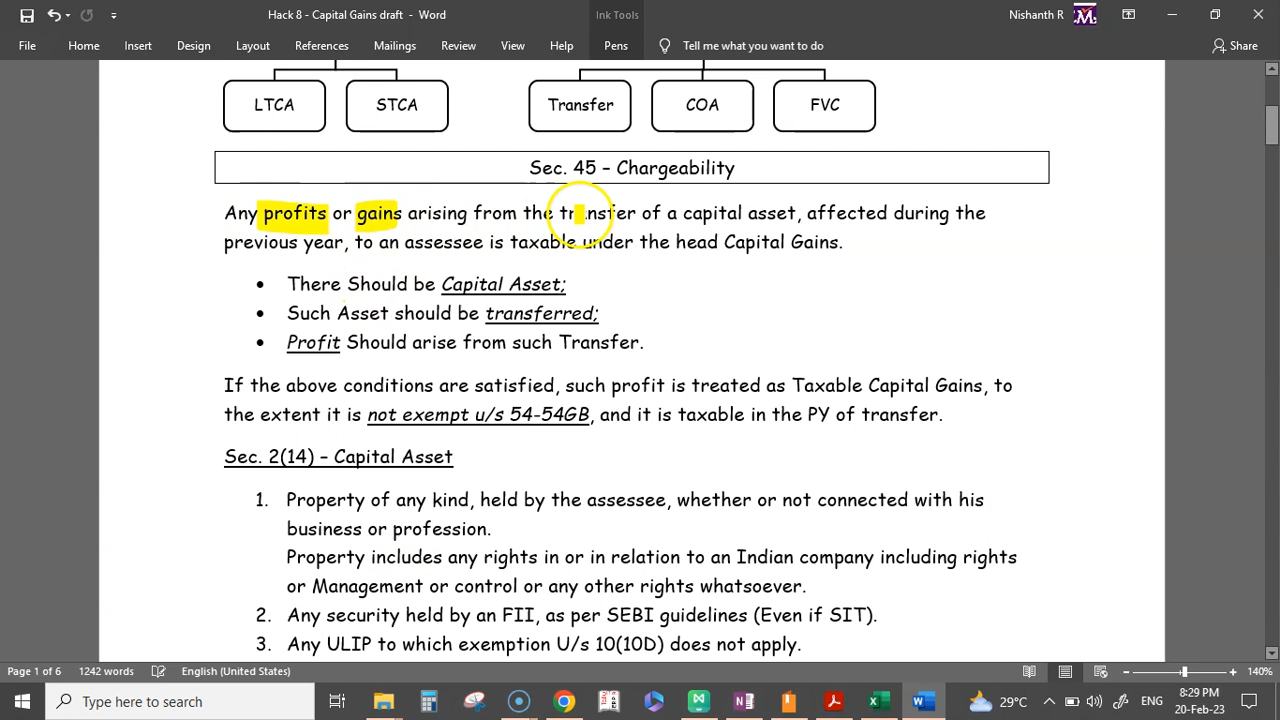 Hack 8 - Capital Gains draft - Word
Ink Tools
Nishanth R
File Home Insert Design Layout References Mailings Review View Help Pens Tell me what you want to do Share
LTCA STCA Transfer COA FVC
Sec. 45 – Chargeability
Any profits or gains arising from the transfer of a capital asset, affected during the
previous year, to an assessee is taxable under the head Capital Gains.
• There Should be Capital Asset;
• Such Asset should be transferred;
• Profit Should arise from such Transfer.
If the above conditions are satisfied, such profit is treated as Taxable Capital Gains, to
the extent it is not exempt u/s 54-54GB, and it is taxable in the PY of transfer.
Sec. 2(14) – Capital Asset
1. Property of any kind, held by the assessee, whether or not connected with his
business or profession.
Property includes any rights in or in relation to an Indian company including rights
or Management or control or any other rights whatsoever.
2. Any security held by an FII, as per SEBI guidelines (Even if SIT).
3. Any ULIP to which exemption U/s 10(10D) does not apply.
Page 1 of 6 1242 words English (United States) 140%
Type here to search
29°C ENG 8:29 PM
20-Feb-23